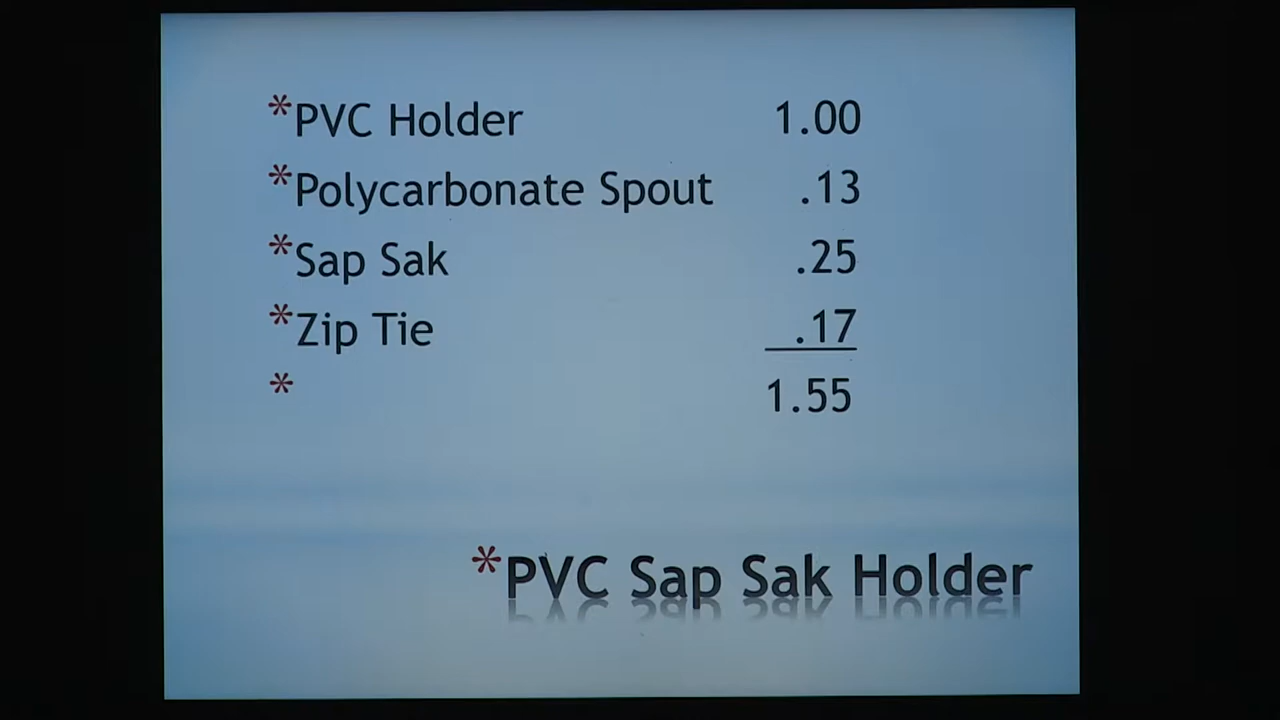 *PVC Holder 1.00
*Polycarbonate Spout .13
*Sap Sak .25
*Zip Tie .17
* 1.55
*PVC Sap Sak Holder